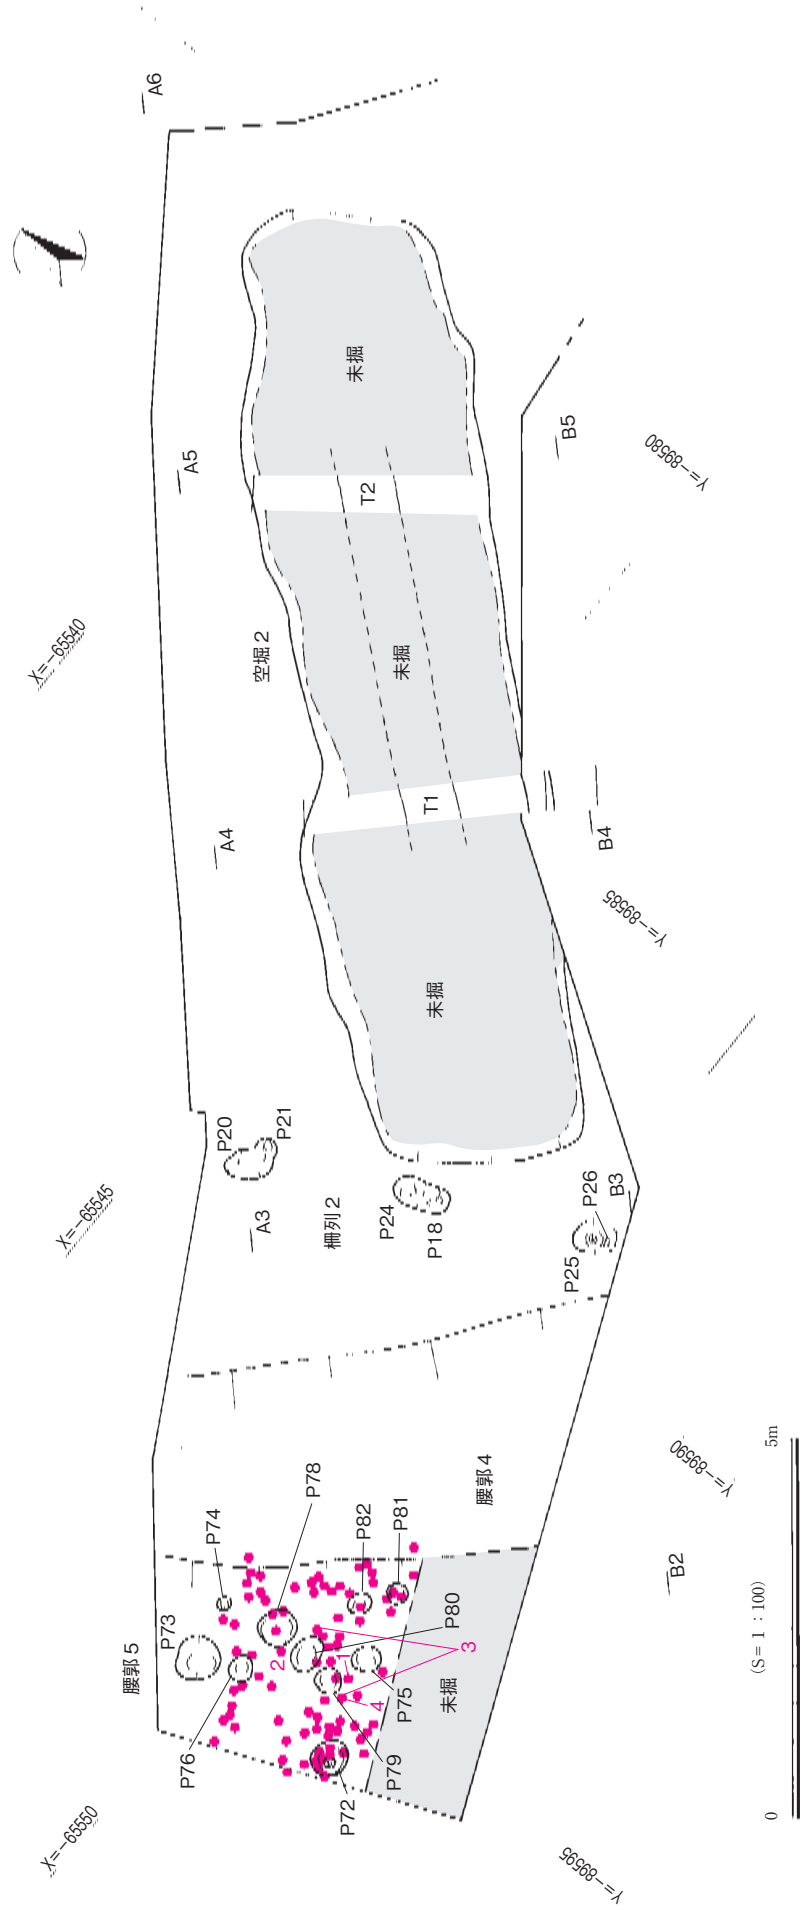 A6
A5
X=-65540
未掘
B5
Y=-89580
T2
空堀2
未掘
A4
T1
B4
Y=-89585
未掘
P20
P21
X=-65545
A3
柵列2
P24
P18
P26
B3
P25
P78
P74
腰郭4
Y=-89590
5m
P82
P81
P73
腰郭5
P80
B2
(S=1:100)
2
1
3
4
P76
P75
未掘
P79
P72
X=-65550
Y=-89595
0